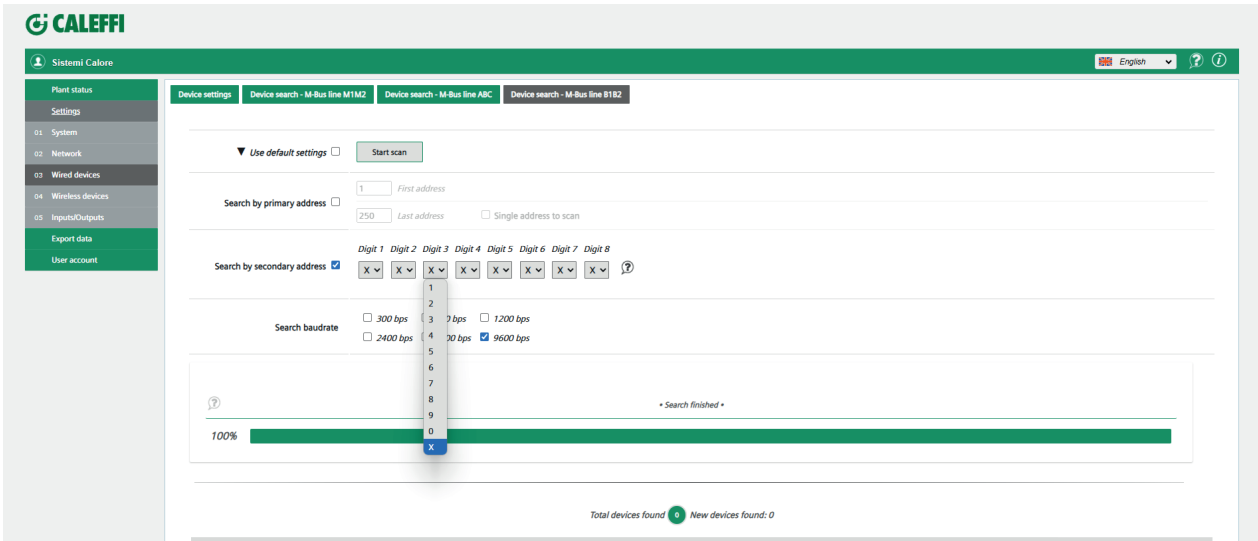 CALEFFI
Sistemi Calore English
Plant status
Settings
01 System
02 Network
03 Wired devices
04 Wireless devices
05 Inputs/Outputs
Export data
User account
Device settings Device search - M-Bus line M1M2 Device search - M-Bus line ABC Device search - M-Bus line B1B2
▼ Use default settings Start scan
Search by primary address
1 First address
250 Last address Single address to scan
Digit 1 Digit 2 Digit 3 Digit 4 Digit 5 Digit 6 Digit 7 Digit 8
Search by secondary address X X X X X X X X ?
1
2
3
4
5
6
7
8
9
0
X
Search baudrate
300 bps bps 1200 bps
2400 bps bps 9600 bps
• Search finished •
100%
Total devices found 0 New devices found: 0